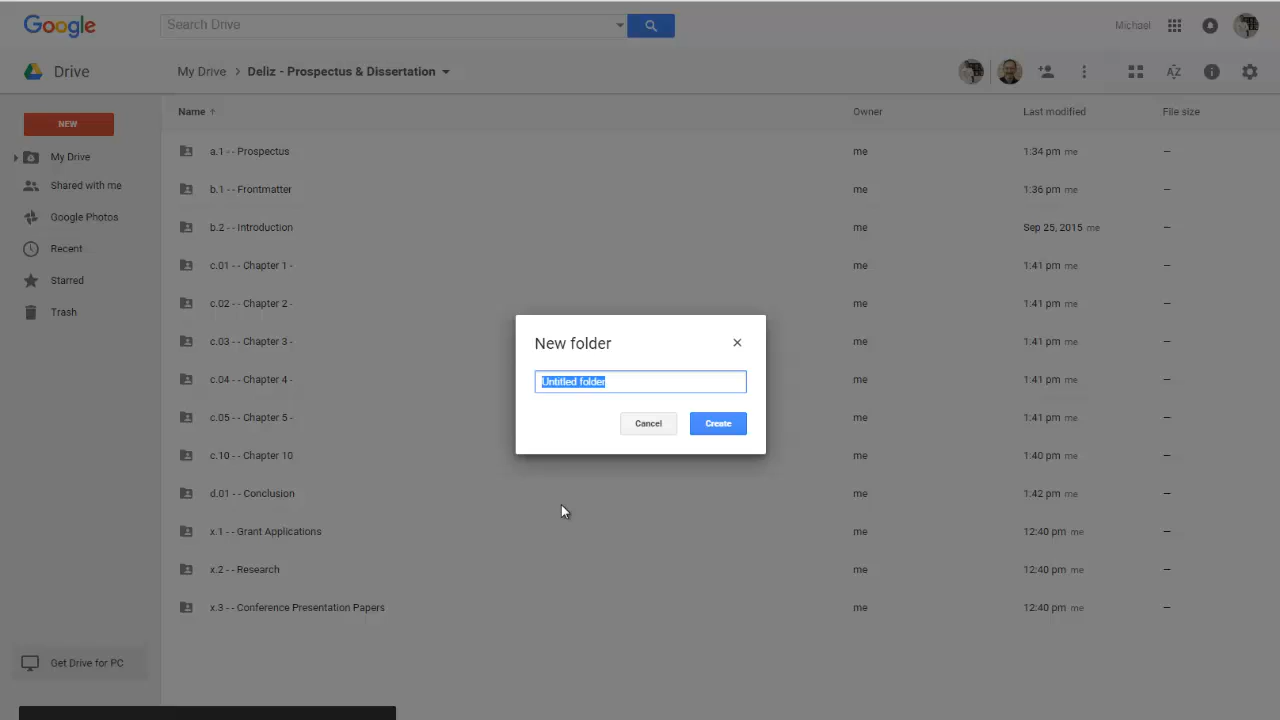 Google
Search Drive
Michael
Drive
My Drive > Deliz - Prospectus & Dissertation
NEW
My Drive
Shared with me
Google Photos
Recent
Starred
Trash
Get Drive for PC
Name ↑ Owner Last modified File size
a.1 - - Prospectus me 1:34 pm me —
b.1 - - Frontmatter me 1:36 pm me —
b.2 - - Introduction me Sep 25, 2015 me —
c.01 - - Chapter 1 - me 1:41 pm me —
c.02 - - Chapter 2 - me 1:41 pm me —
c.03 - - Chapter 3 - me 1:41 pm me —
c.04 - - Chapter 4 - me 1:41 pm me —
c.05 - - Chapter 5 - me 1:41 pm me —
c.10 - - Chapter 10 me 1:40 pm me —
d.01 - - Conclusion me 1:42 pm me —
x.1 - - Grant Applications me 12:40 pm me —
x.2 - - Research me 12:40 pm me —
x.3 - - Conference Presentation Papers me 12:40 pm me —
New folder
Untitled folder
Cancel Create